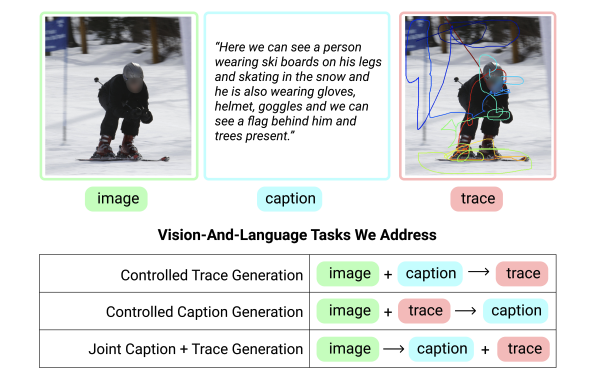 “Here we can see a person
wearing ski boards on his legs
and skating in the snow and
he is also wearing gloves,
helmet, goggles and we can
see a flag behind him and
trees present.”
image
caption
trace
Vision-And-Language Tasks We Address
Controlled Trace Generation image + caption → trace
Controlled Caption Generation image + trace → caption
Joint Caption + Trace Generation image → caption + trace